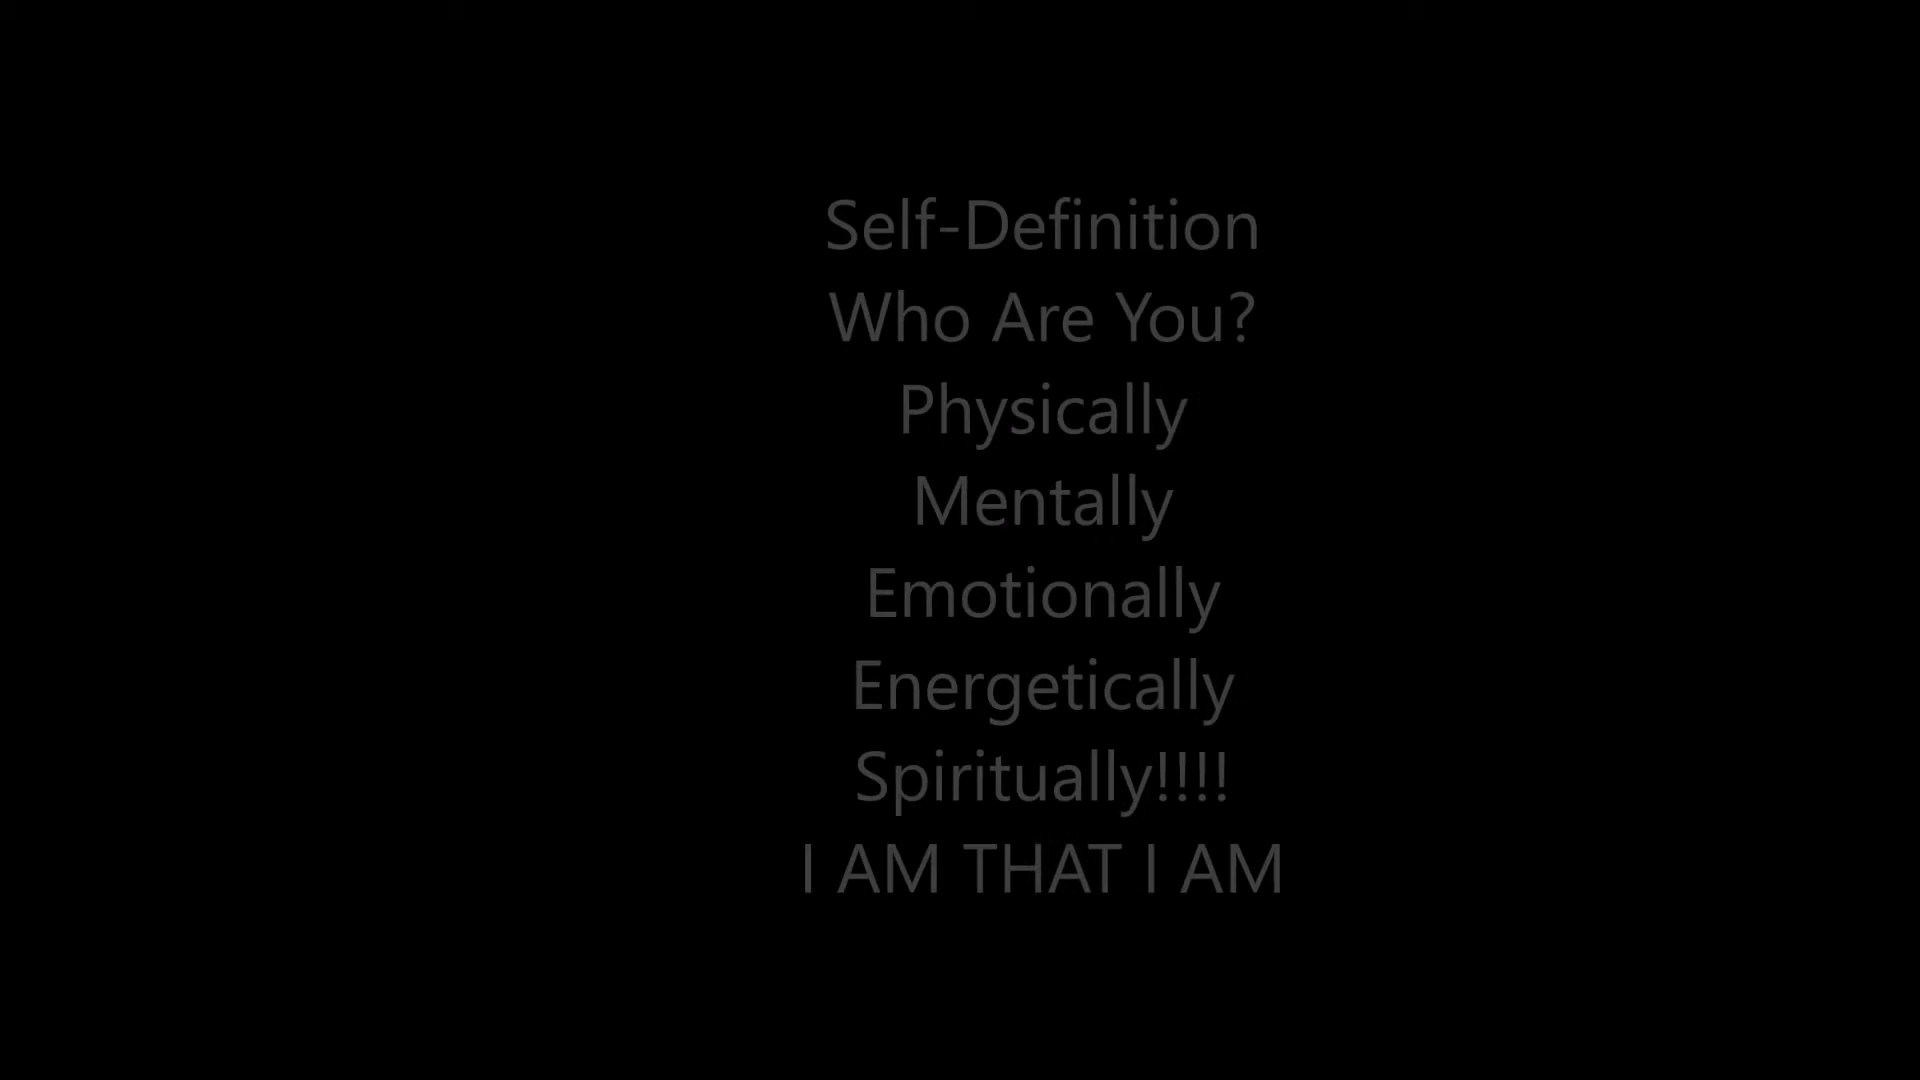 Self-Definition
Who Are You?
Physically
Mentally
Emotionally
Energetically
Spiritually!!!!
I AM THAT I AM